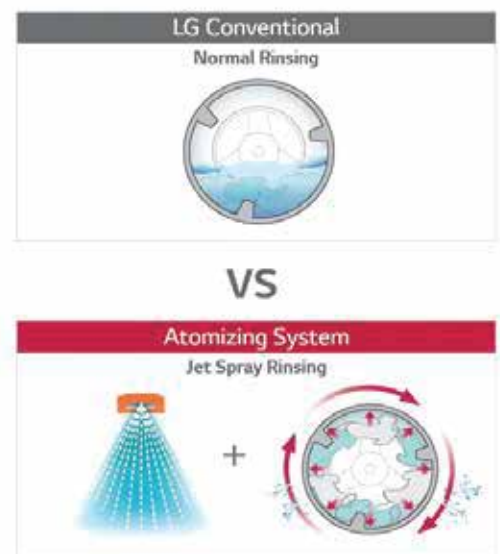 LG Conventional
Normal Rinsing
VS
Atomizing System
Jet Spray Rinsing
+